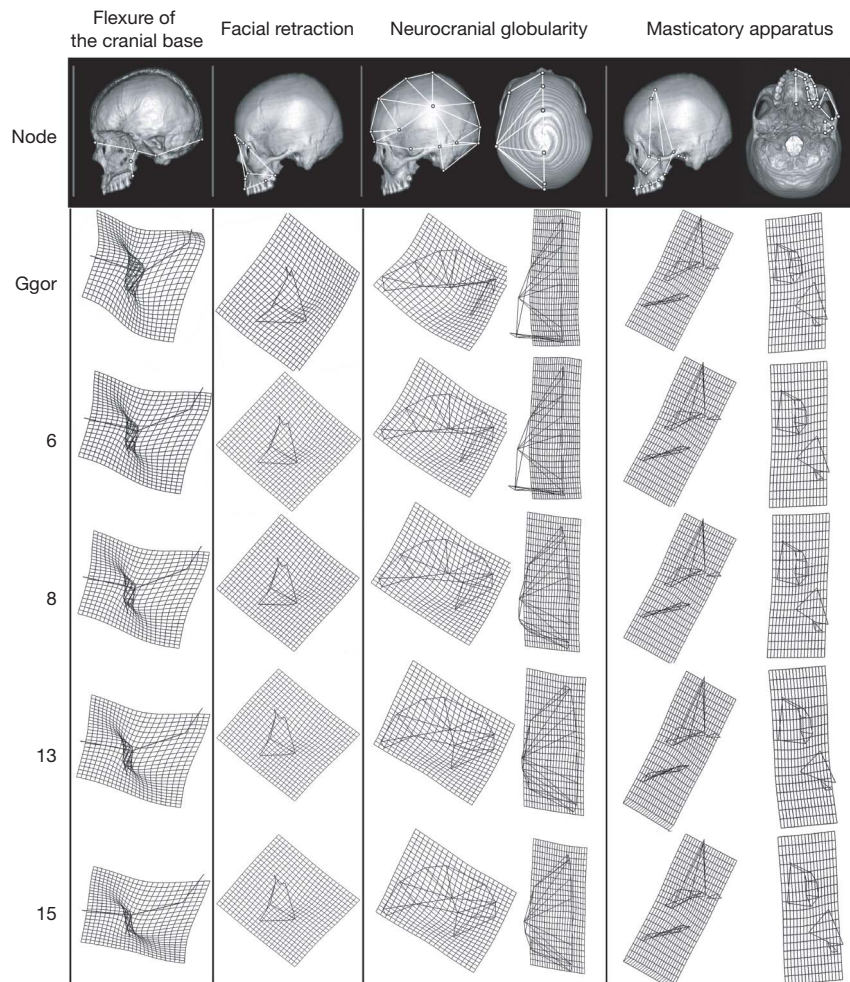 Flexure of
the cranial base
Facial retraction
Neurocranial globularity
Masticatory apparatus
Node
Ggor
6
8
13
15